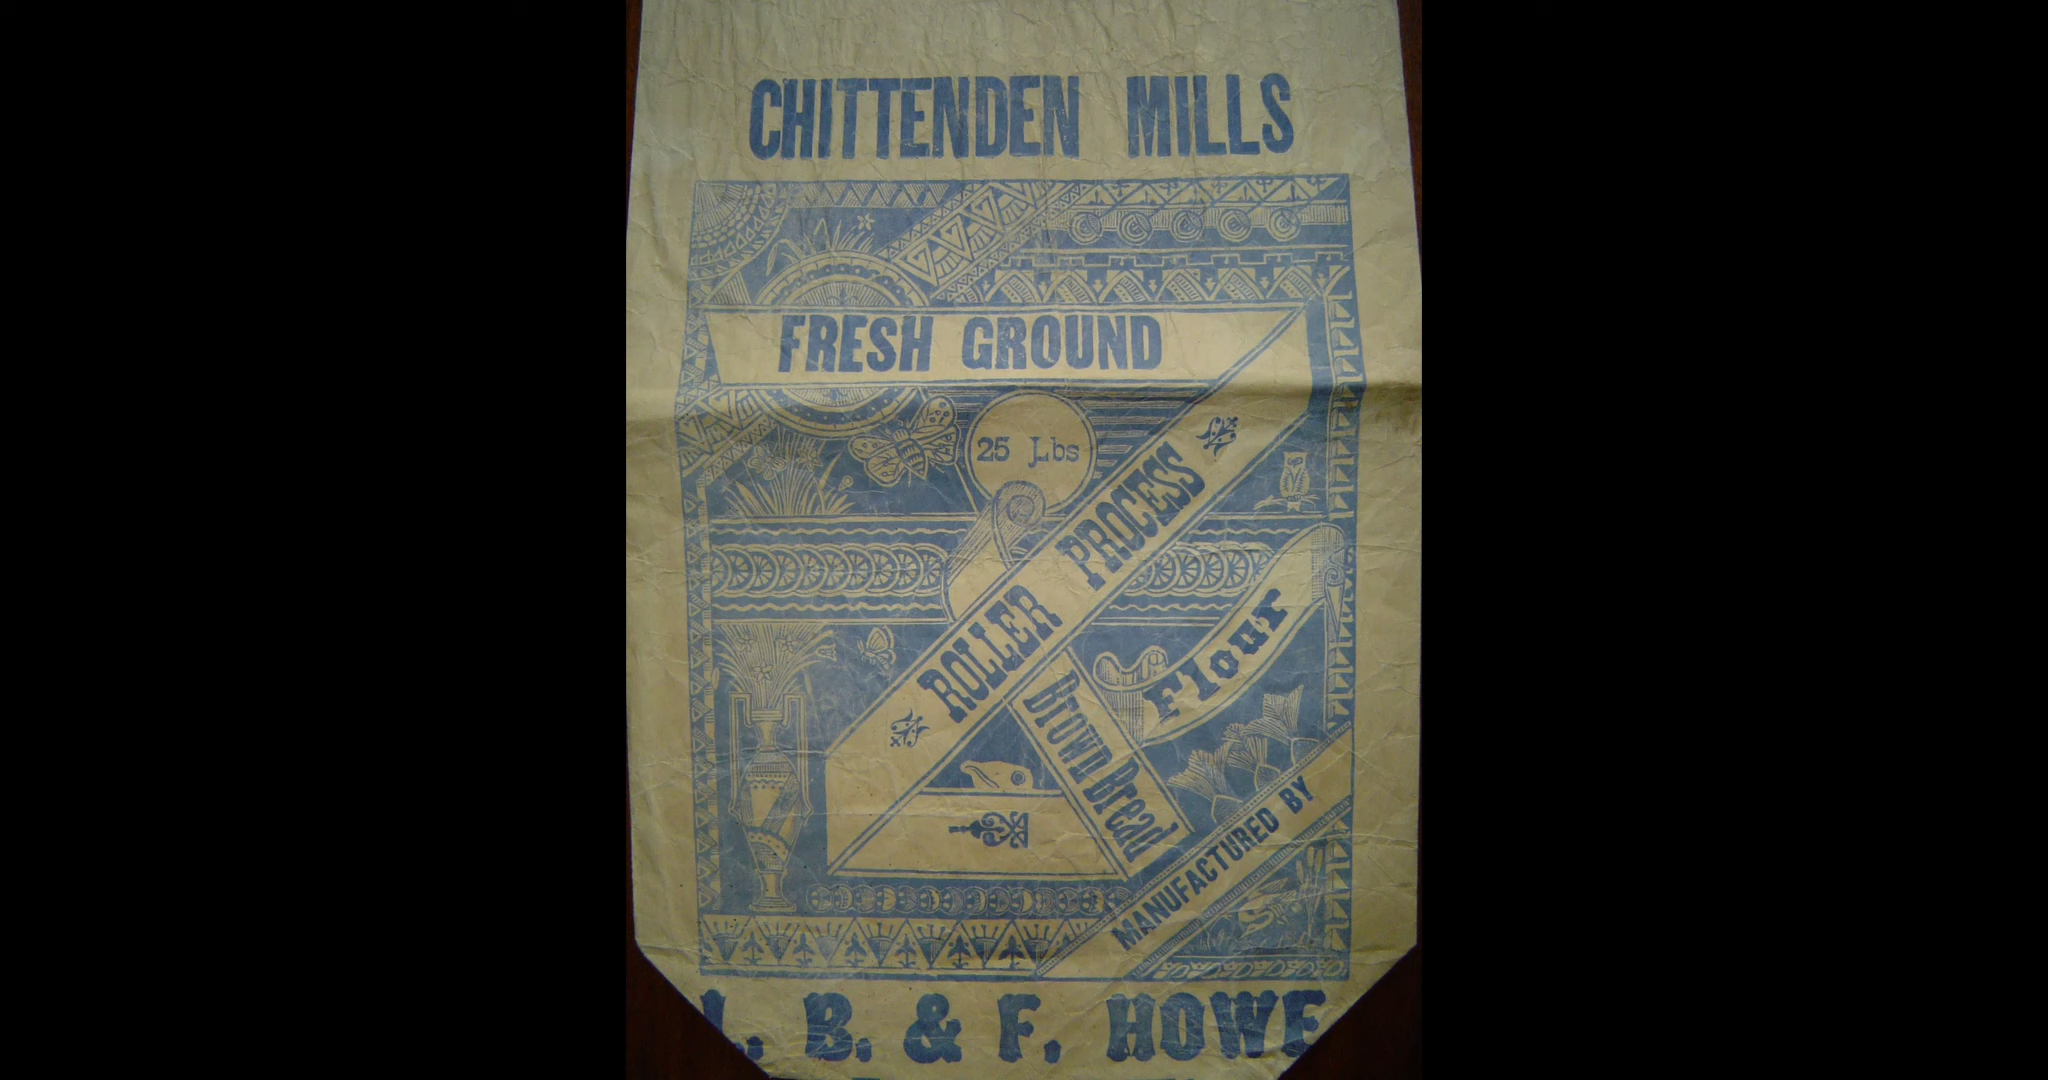 CHITTENDEN MILLS
FRESH GROUND
25 Lbs
ROLLER PROCESS
Flour
Brown Bread
MANUFACTURED BY
B. & F. HOWE